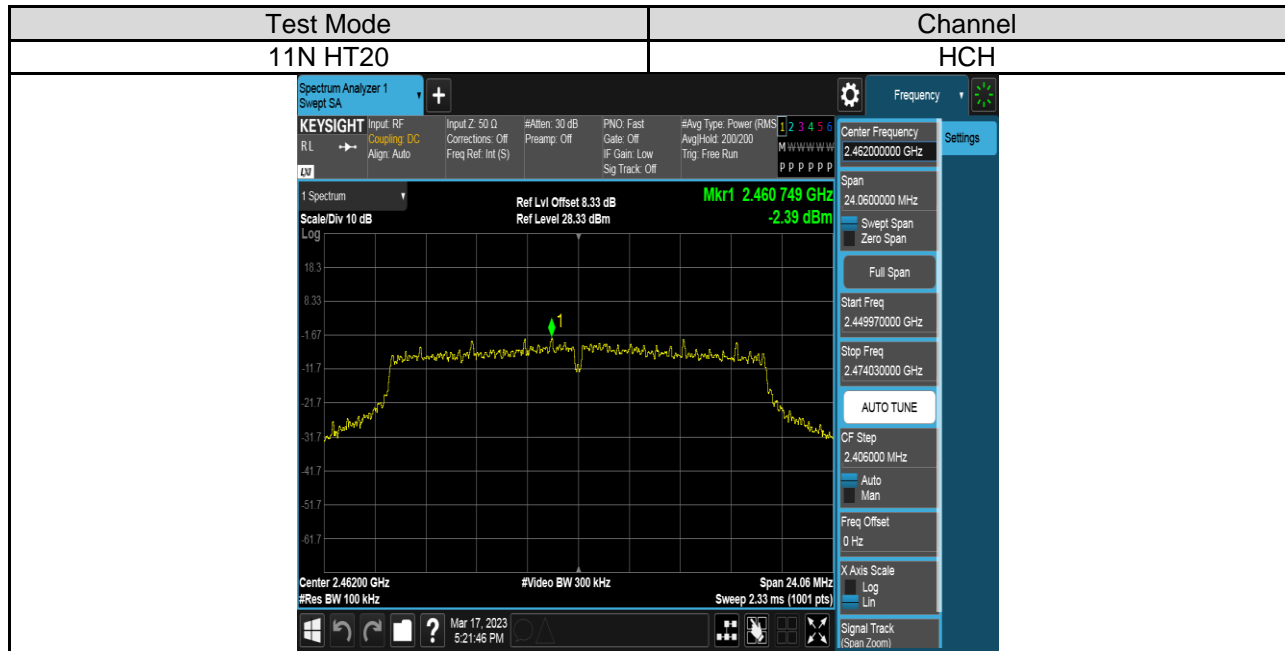 Test Mode Channel
11N HT20 HCH
Spectrum Analyzer 1
Swept SA
Frequency
KEYSIGHT
RL
LXI
Input: RF
Coupling: DC
Align: Auto
Input Z: 50 Ω
Corrections: Off
Freq Ref: Int (S)
#Atten: 30 dB
Preamp: Off
PNO: Fast
Gate: Off
IF Gain: Low
Sig Track: Off
#Avg Type: Power (RMS
Avg|Hold: 200/200
Trig: Free Run
1 2 3 4 5 6
M W W W W W
P P P P P P
1 Spectrum
Scale/Div 10 dB
Log
Ref Lvl Offset 8.33 dB
Ref Level 28.33 dBm
Mkr1 2.460 749 GHz
-2.39 dBm
18.3
8.33
-1.67
-11.7
-21.7
-31.7
-41.7
-51.7
-61.7
1
Center 2.46200 GHz
#Res BW 100 kHz
#Video BW 300 kHz
Span 24.06 MHz
Sweep 2.33 ms (1001 pts)
Center Frequency
2.462000000 GHz
Settings
Span
24.0600000 MHz
Swept Span
Zero Span
Full Span
Start Freq
2.449970000 GHz
Stop Freq
2.474030000 GHz
AUTO TUNE
CF Step
2.406000 MHz
Auto
Man
Freq Offset
0 Hz
X Axis Scale
Log
Lin
Signal Track
(Span Zoom)
?
Mar 17, 2023
5:21:46 PM